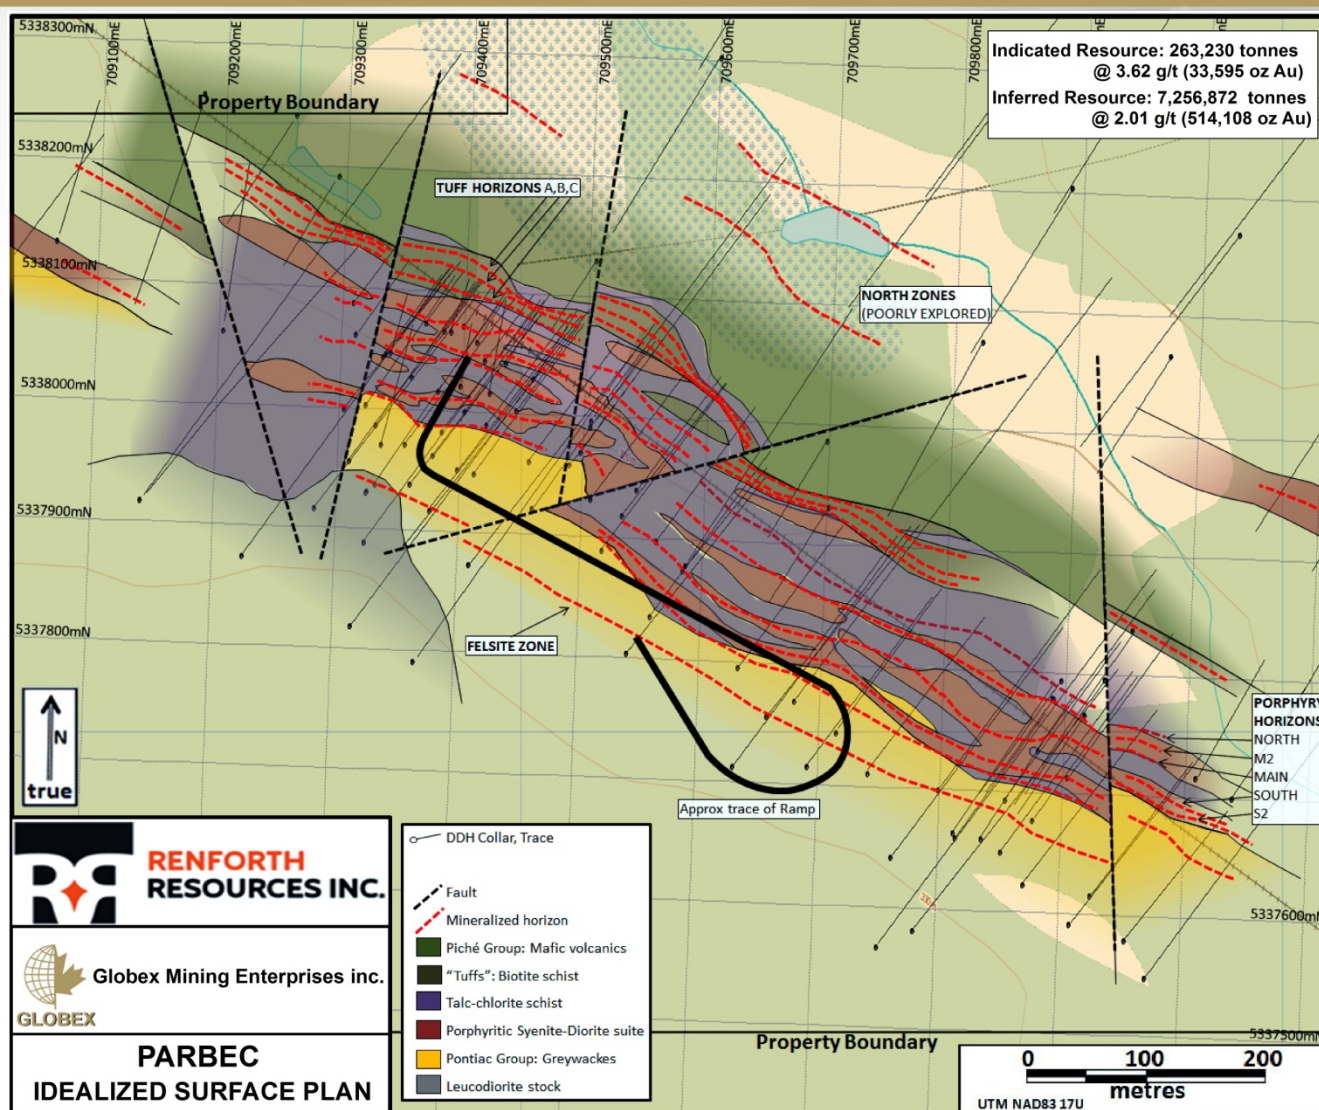 5338300mN
709100mE
709200mE
709300mE
709400mE
709500mE
709600mE
709700mE
709800mE
Indicated Resource: 263,230 tonnes
@ 3.62 g/t (33,595 oz Au)
Inferred Resource: 7,256,872 tonnes
@ 2.01 g/t (514,108 oz Au)
Property Boundary
5338200mN
TUFF HORIZONS A,B,C
5338100mN
NORTH ZONES
(POORLY EXPLORED)
5338000mN
5337900mN
5337800mN
FELSITE ZONE
N
true
PORPHYRY
HORIZONS
NORTH
M2
MAIN
SOUTH
S2
Approx trace of Ramp
RENFORTH
RESOURCES INC.
GLOBEX
Globex Mining Enterprises inc.
PARBEC
IDEALIZED SURFACE PLAN
DDH Collar, Trace
Fault
Mineralized horizon
Piché Group: Mafic volcanics
“Tuffs”: Biotite schist
Talc-chlorite schist
Porphyritic Syenite-Diorite suite
Pontiac Group: Greywackes
Leucodiorite stock
5337600mN
5337500mN
Property Boundary
0 100 200
metres
UTM NAD83 17U